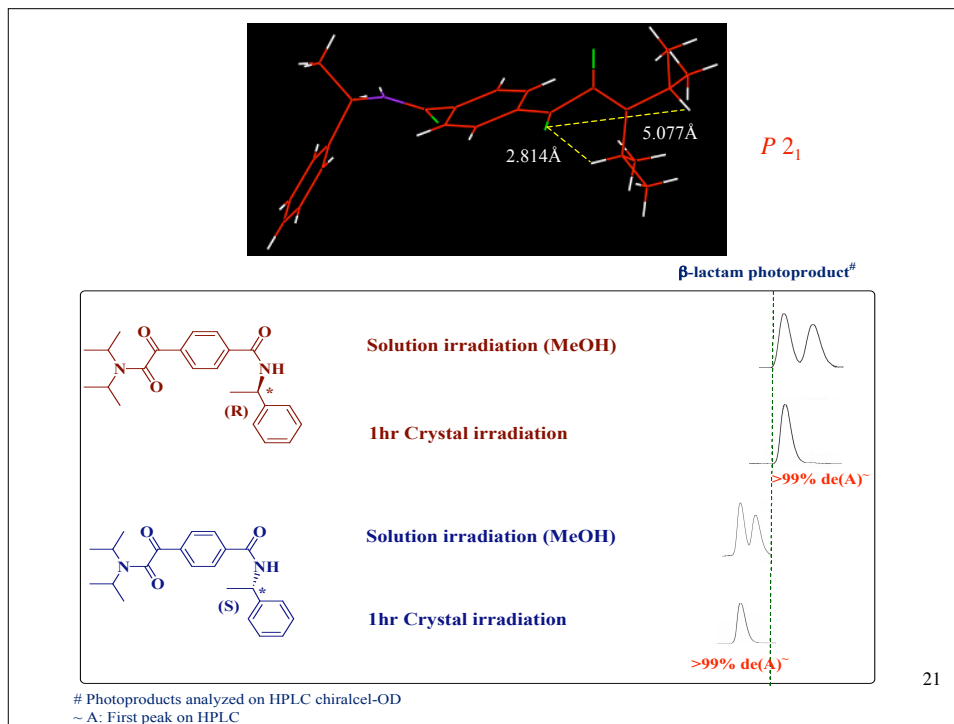 5.077Å
2.814Å
P 2₁
β-lactam photoproduct#
O
O
N
O
NH
*
(R)
Solution irradiation (MeOH)
1hr Crystal irradiation
>99% de(A)~
O
O
N
O
NH
*
(S)
Solution irradiation (MeOH)
1hr Crystal irradiation
>99% de(A)~
# Photoproducts analyzed on HPLC chiralcel-OD
~ A: First peak on HPLC
21